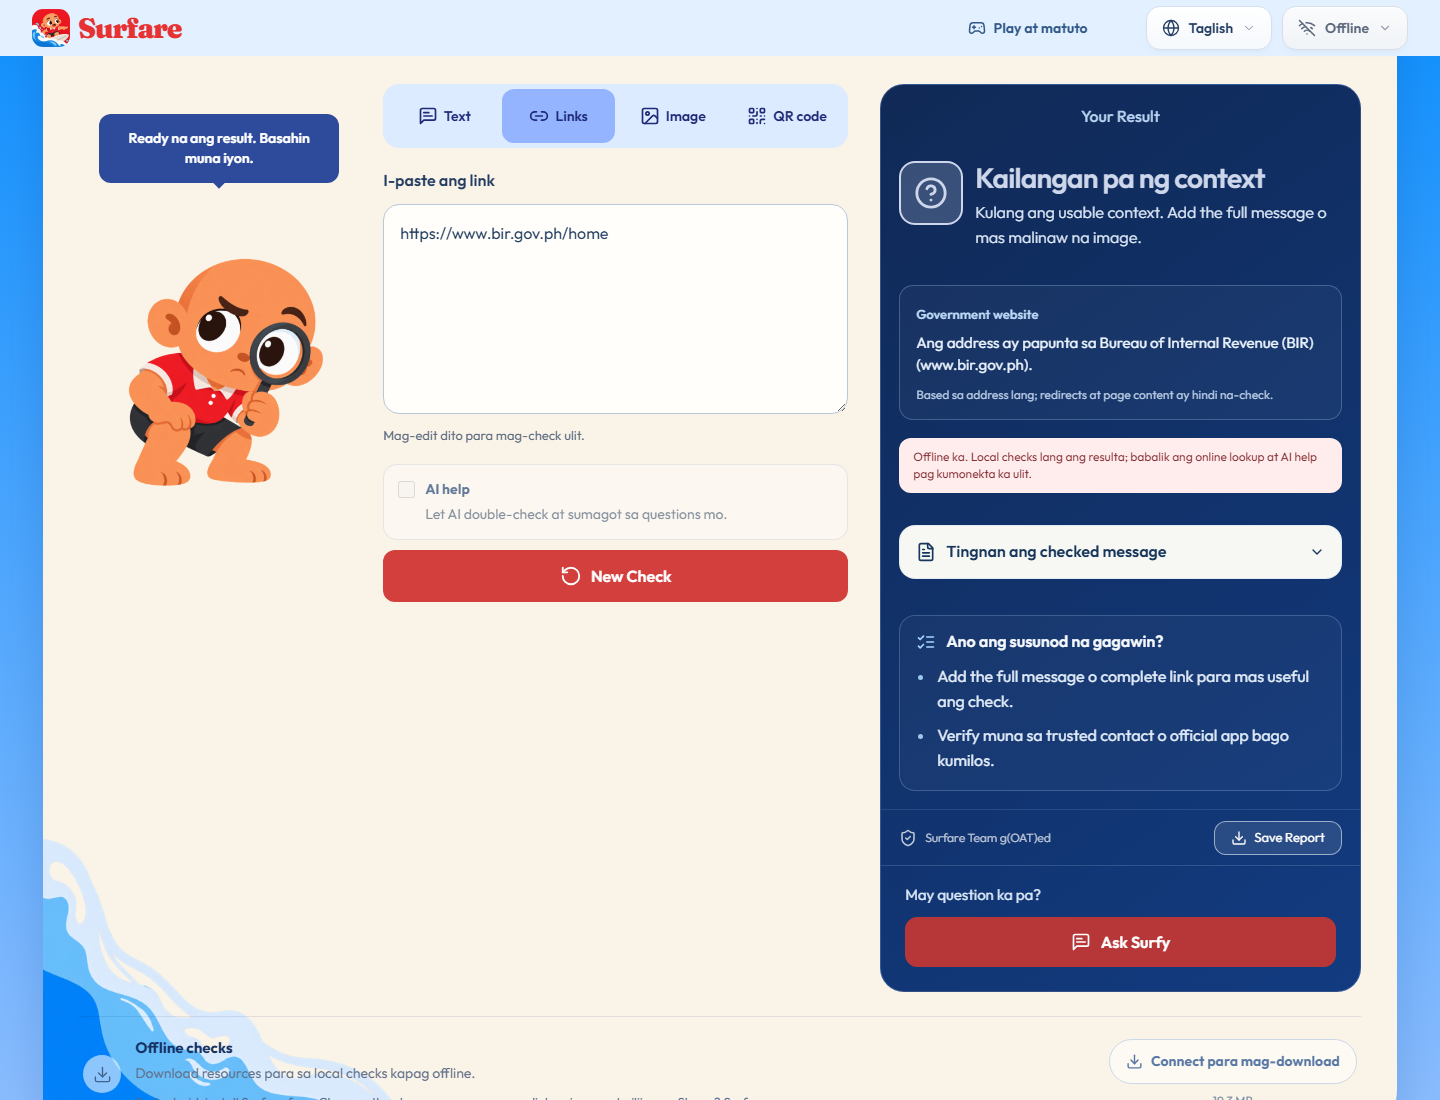 Surfare
Play at matuto
Taglish
Offline
Ready na ang result. Basahin
muna iyon.
Text
Links
Image
QR code
I-paste ang link
https://www.bir.gov.ph/home
Mag-edit dito para mag-check ulit.
AI help
Let AI double-check at sumagot sa questions mo.
New Check
Your Result
Kailangan pa ng context
Kulang ang usable context. Add the full message o
mas malinaw na image.
Government website
Ang address ay papunta sa Bureau of Internal Revenue (BIR)
(www.bir.gov.ph).
Based sa address lang; redirects at page content ay hindi na-check.
Offline ka. Local checks lang ang resulta; babalik ang online lookup at AI help
pag kumonekta ka ulit.
Tingnan ang checked message
Ano ang susunod na gagawin?
Add the full message o complete link para mas useful
ang check.
Verify muna sa trusted contact o official app bago
kumilos.
Surfare Team g(OAT)ed
Save Report
May question ka pa?
Ask Surfy
Offline checks
Download resources para sa local checks kapag offline.
Connect para mag-download